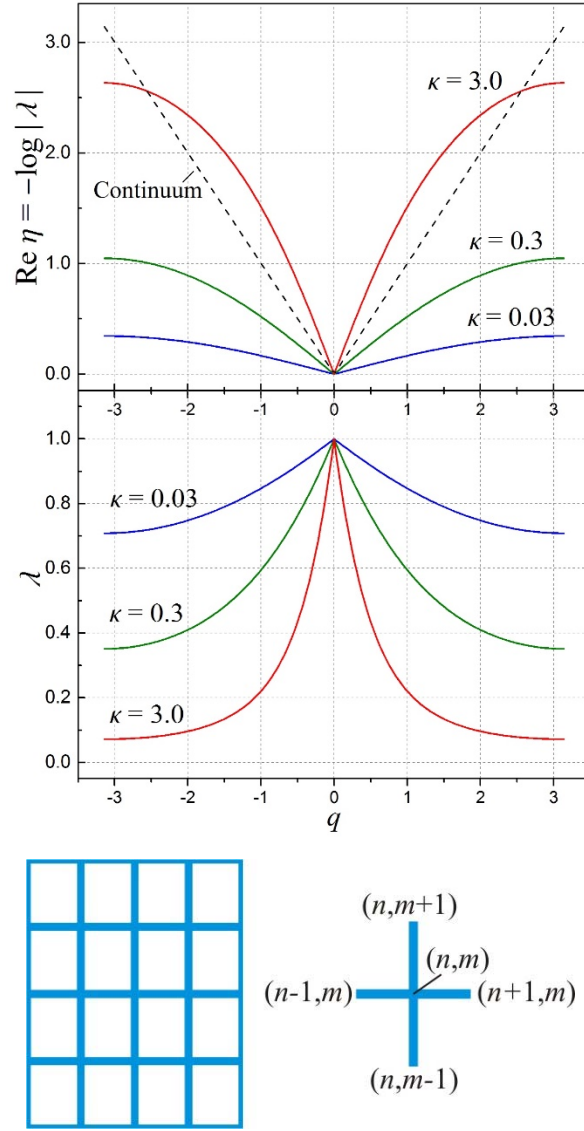 Re η = −log | λ |
3.0
2.0
1.0
0.0
κ = 3.0
Continuum
κ = 0.3
κ = 0.03
-3 -2 -1 0 1 2 3
λ
1.0
0.8
0.6
0.4
0.2
0.0
κ = 0.03
κ = 0.3
κ = 3.0
-3 -2 -1 0 1 2 3
q
(n,m+1)
(n,m)
(n-1,m) (n+1,m)
(n,m-1)